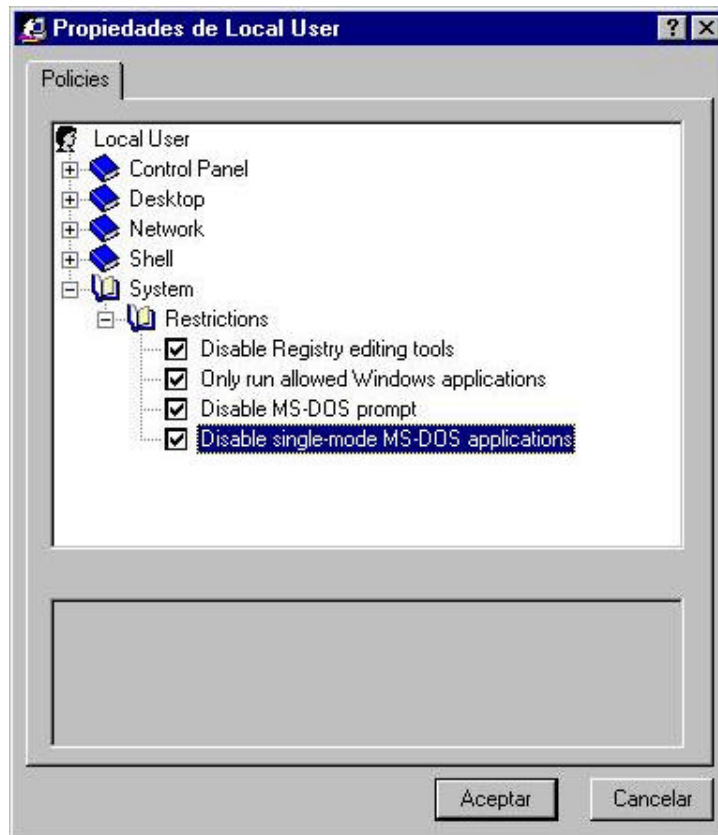 Propiedades de Local User
Policies
Local User
Control Panel
Desktop
Network
Shell
System
Restrictions
Disable Registry editing tools
Only run allowed Windows applications
Disable MS-DOS prompt
Disable single-mode MS-DOS applications
Aceptar Cancelar